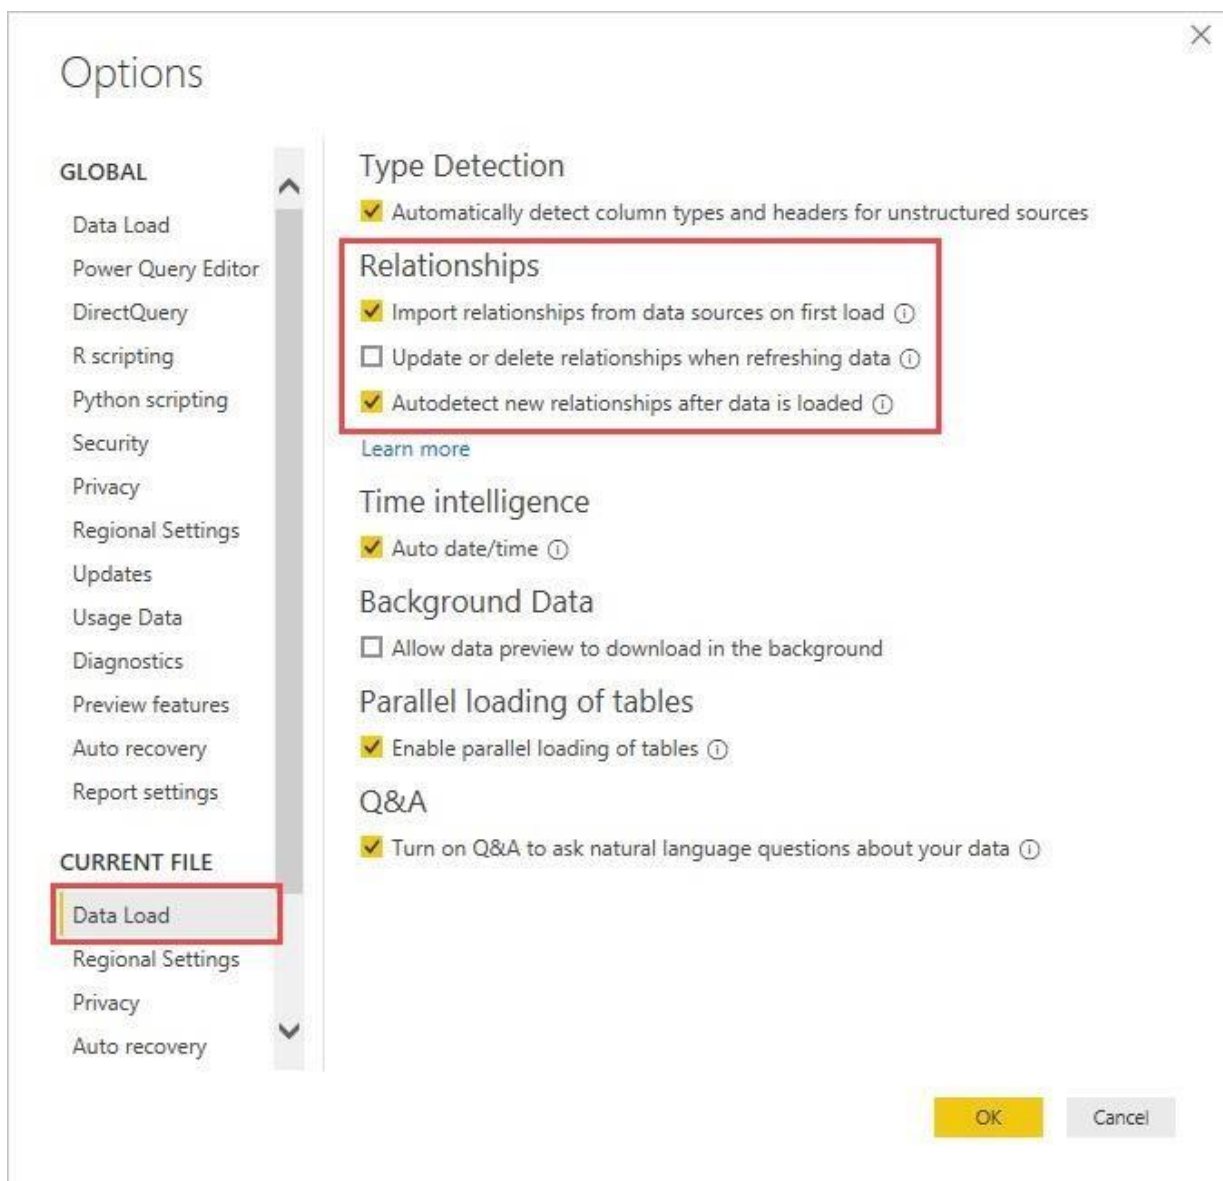 Options
GLOBAL
Data Load
Power Query Editor
DirectQuery
R scripting
Python scripting
Security
Privacy
Regional Settings
Updates
Usage Data
Diagnostics
Preview features
Auto recovery
Report settings
CURRENT FILE
Data Load
Regional Settings
Privacy
Auto recovery
Type Detection
Automatically detect column types and headers for unstructured sources
Relationships
Import relationships from data sources on first load
Update or delete relationships when refreshing data
Autodetect new relationships after data is loaded
Learn more
Time intelligence
Auto date/time
Background Data
Allow data preview to download in the background
Parallel loading of tables
Enable parallel loading of tables
Q&A
Turn on Q&A to ask natural language questions about your data
OK
Cancel